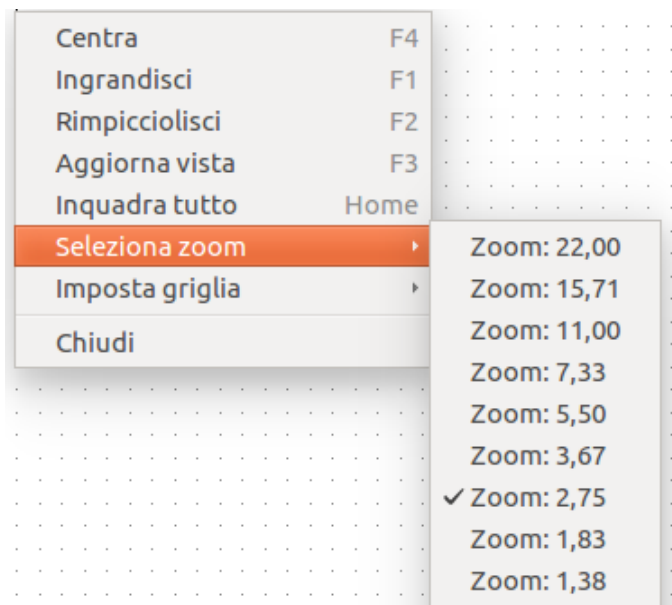 Centra F4
Ingrandisci F1
Rimpicciolisci F2
Aggiorna vista F3
Inquadra tutto Home
Seleziona zoom
Imposta griglia
Chiudi
Zoom: 22,00
Zoom: 15,71
Zoom: 11,00
Zoom: 7,33
Zoom: 5,50
Zoom: 3,67
Zoom: 2,75
Zoom: 1,83
Zoom: 1,38